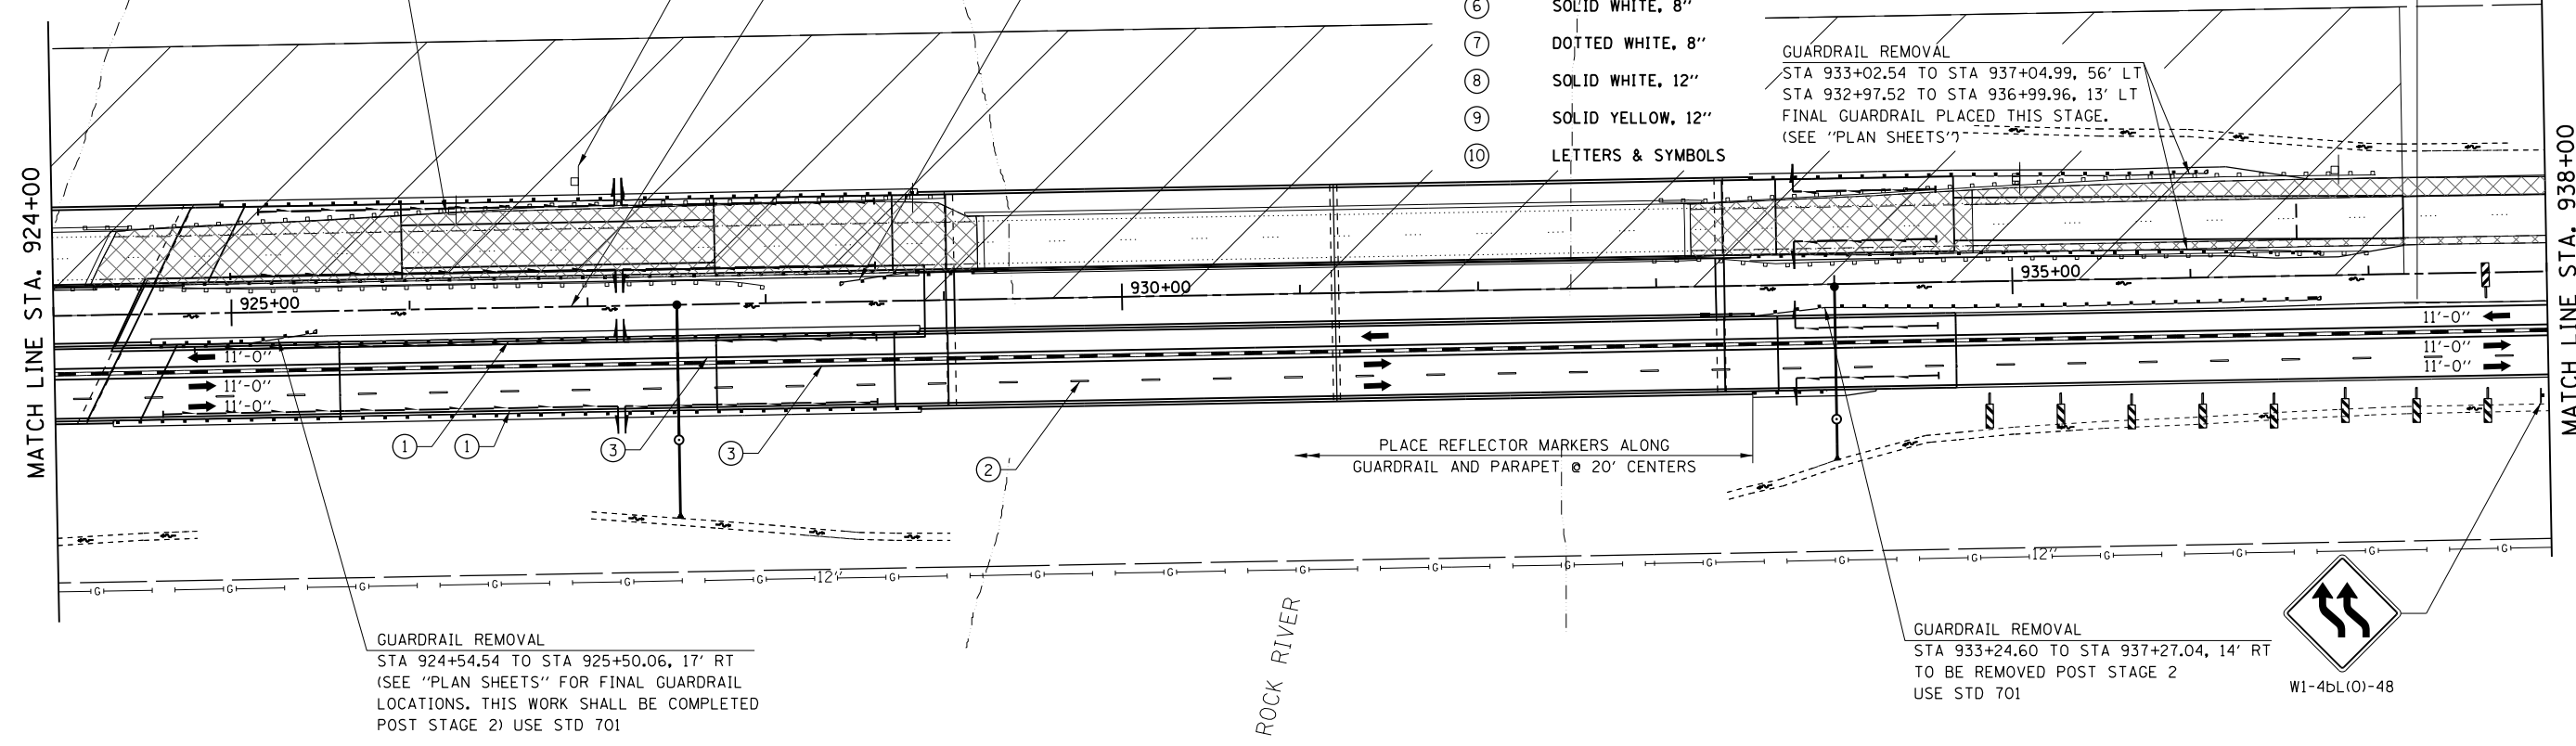 6 SOLID WHITE, 8"
7 DOTTED WHITE, 8"
8 SOLID WHITE, 12"
9 SOLID YELLOW, 12"
10 LETTERS & SYMBOLS
GUARDRAIL REMOVAL
STA 933+02.54 TO STA 937+04.99, 56' LT
STA 932+97.52 TO STA 936+99.96, 13' LT
FINAL GUARDRAIL PLACED THIS STAGE.
(SEE "PLAN SHEETS")
MATCH LINE STA. 924+00
MATCH LINE STA. 938+00
925+00
930+00
935+00
11'-0"
11'-0"
11'-0"
11'-0"
11'-0"
11'-0"
1
1
3
3
2
PLACE REFLECTOR MARKERS ALONG
GUARDRAIL AND PARAPET @ 20' CENTERS
G G G G G G 12" G G G G G G G G G 12" G G G G
ROCK RIVER
GUARDRAIL REMOVAL
STA 924+54.54 TO STA 925+50.06, 17' RT
(SEE "PLAN SHEETS" FOR FINAL GUARDRAIL
LOCATIONS. THIS WORK SHALL BE COMPLETED
POST STAGE 2) USE STD 701
GUARDRAIL REMOVAL
STA 933+24.60 TO STA 937+27.04, 14' RT
TO BE REMOVED POST STAGE 2
USE STD 701
W1-4bL(O)-48